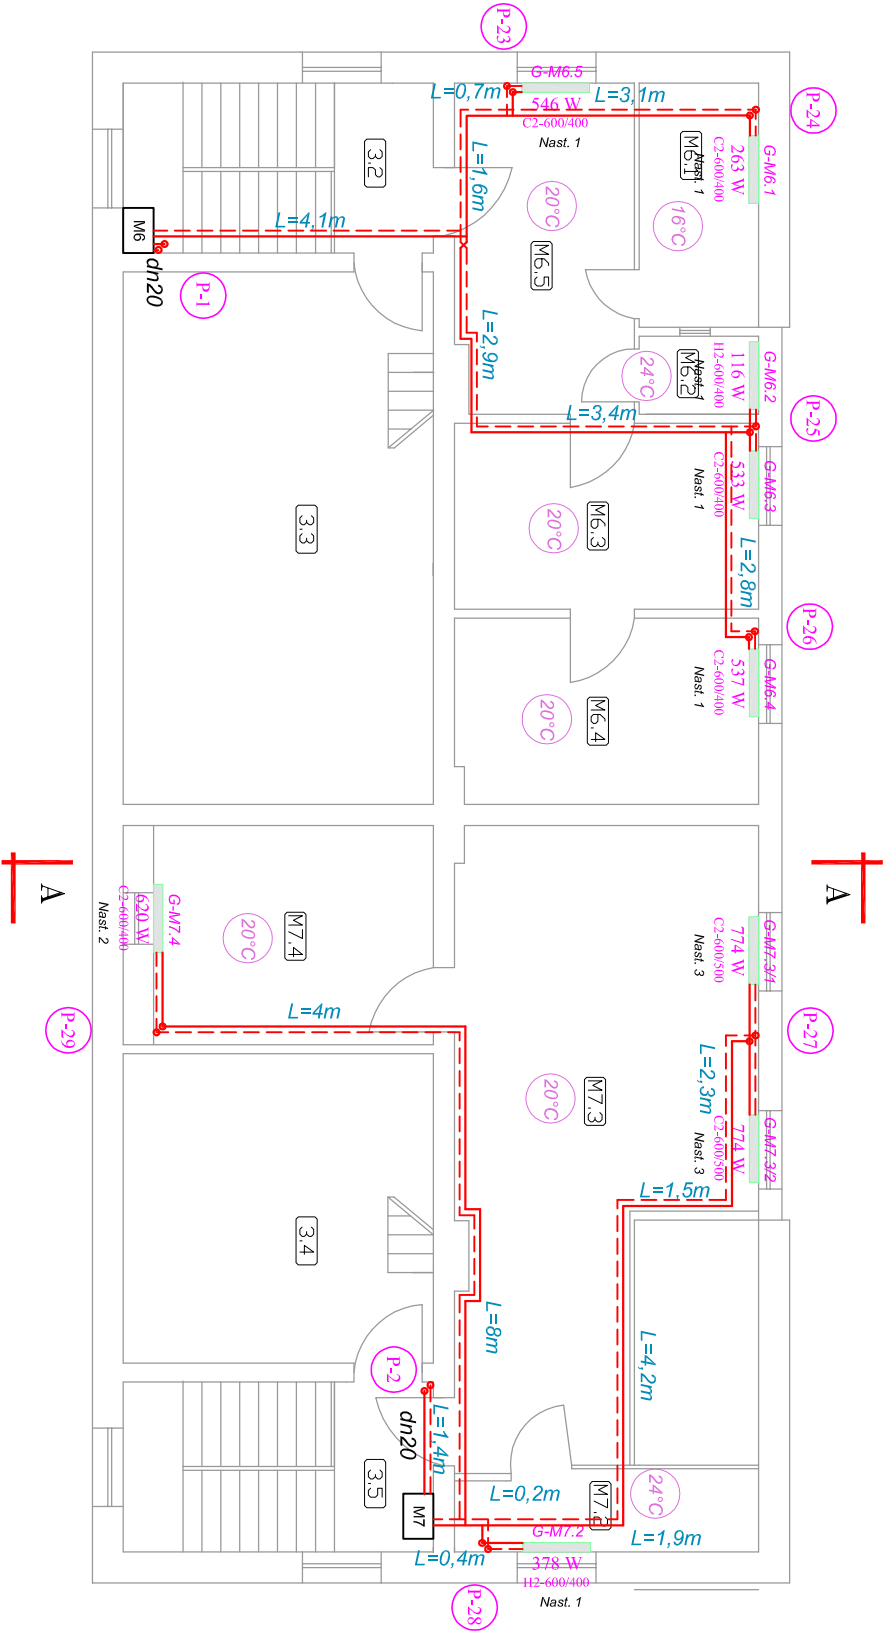 P-23
G-M6.5
L=0,7m
546 W
L=3,1m
C2-600/400
Nast. 1
P-24
M6.1
G-M6.1
263 W
C2-600/400
Nast. 1
3.2
L=1,6m
20°C
16°C
L=4,1m
M6
dn20
P-1
M6.5
L=2,9m
24°C
M6.2
G-M6.2
116 W
H2-600/400
Nast. 1
P-25
L=3,4m
G-M6.3
533 W
C2-600/400
Nast. 1
3.3
20°C
M6.3
L=2,8m
P-26
G-M6.4
537 W
C2-600/400
Nast. 1
20°C
M6.4
A
A
G-M7.4
620 W
C2-600/400
Nast. 2
20°C
M7.4
G-M7.3/1
774 W
C2-600/500
Nast. 3
P-29
L=4m
P-27
L=2,3m
20°C
M7.3
G-M7.3/2
774 W
C2-600/500
Nast. 3
L=1,5m
3.4
L=8m
L=4,2m
P-2
dn20
L=1,4m
3.5
M7
L=0,2m
M7.2
24°C
L=1,9m
L=0,4m
G-M7.2
378 W
H2-600/400
Nast. 1
P-28